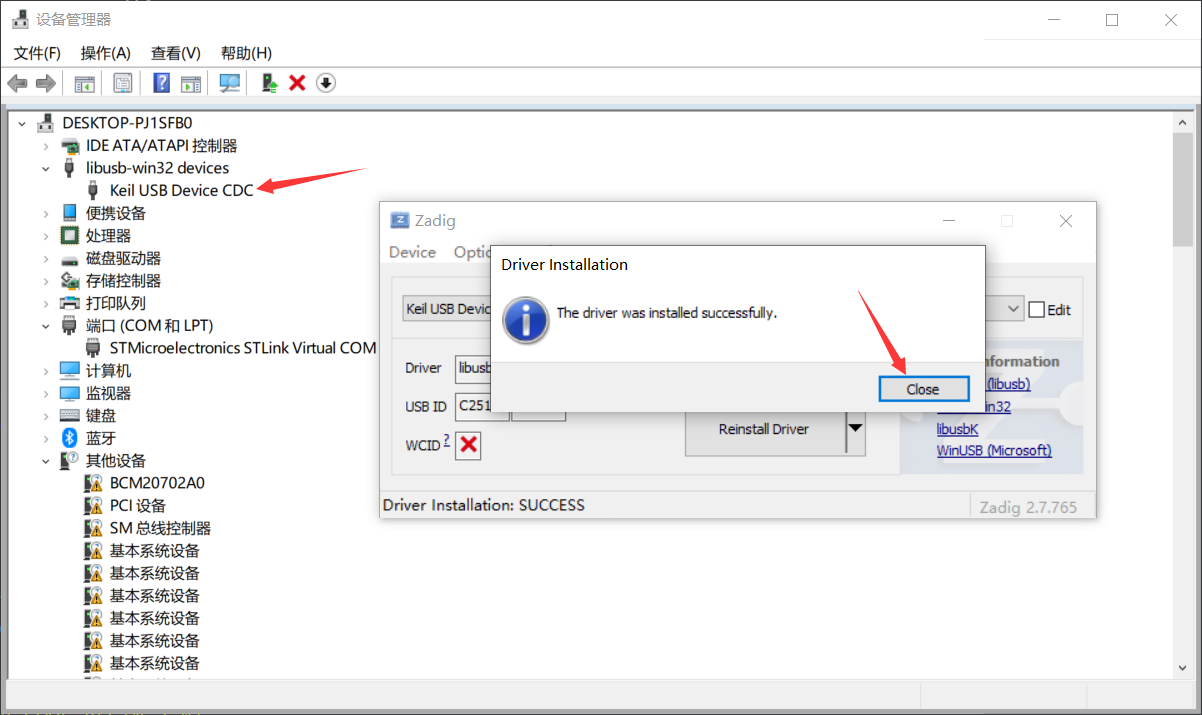 设备管理器
文件(F) 操作(A) 查看(V) 帮助(H)
DESKTOP-PJ1SFB0
IDE ATA/ATAPI 控制器
libusb-win32 devices
Keil USB Device CDC
便携设备
处理器
磁盘驱动器
存储控制器
打印队列
端口 (COM 和 LPT)
STMicroelectronics STLink Virtual COM
计算机
监视器
键盘
蓝牙
其他设备
BCM20702A0
PCI 设备
SM 总线控制器
基本系统设备
基本系统设备
基本系统设备
基本系统设备
基本系统设备
基本系统设备
Zadig
Device
Driver Installation
The driver was installed successfully.
Close
Keil USB
Edit
Driver
(libusb)
USB ID C251
WCID ?
Reinstall Driver
libusbK
WinUSB (Microsoft)
Driver Installation: SUCCESS
Zadig 2.7.765